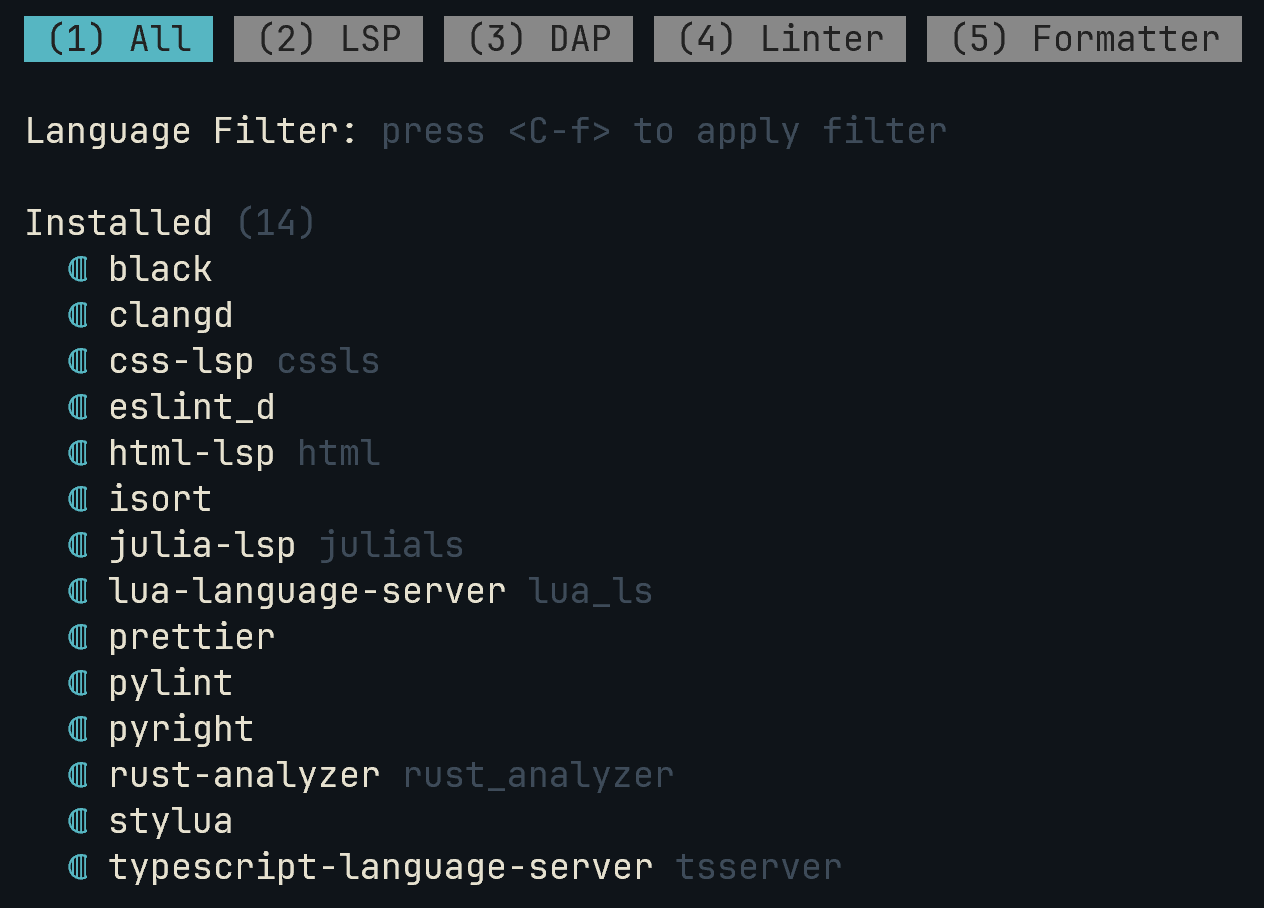 (1) All (2) LSP (3) DAP (4) Linter (5) Formatter
Language Filter: press <C-f> to apply filter
Installed (14)
black
clangd
css-lsp cssls
eslint_d
html-lsp html
isort
julia-lsp julials
lua-language-server lua_ls
prettier
pylint
pyright
rust-analyzer rust_analyzer
stylua
typescript-language-server tsserver